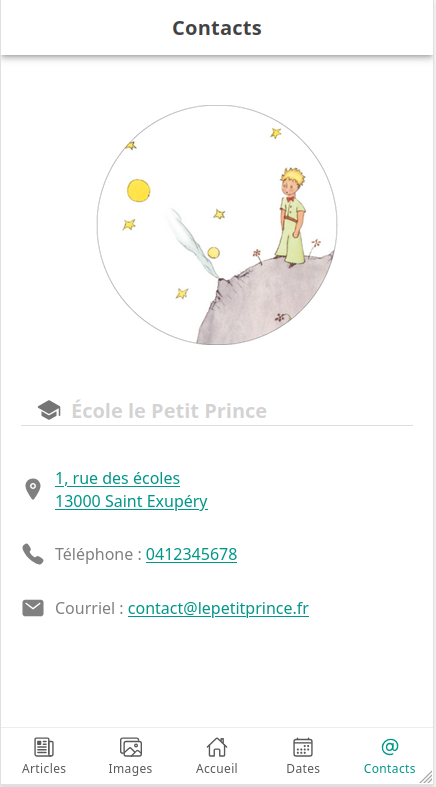 Contacts
École le Petit Prince
1, rue des écoles
13000 Saint Exupéry
Téléphone : 0412345678
Courriel : contact@lepetitprince.fr
Articles Images Accueil Dates Contacts